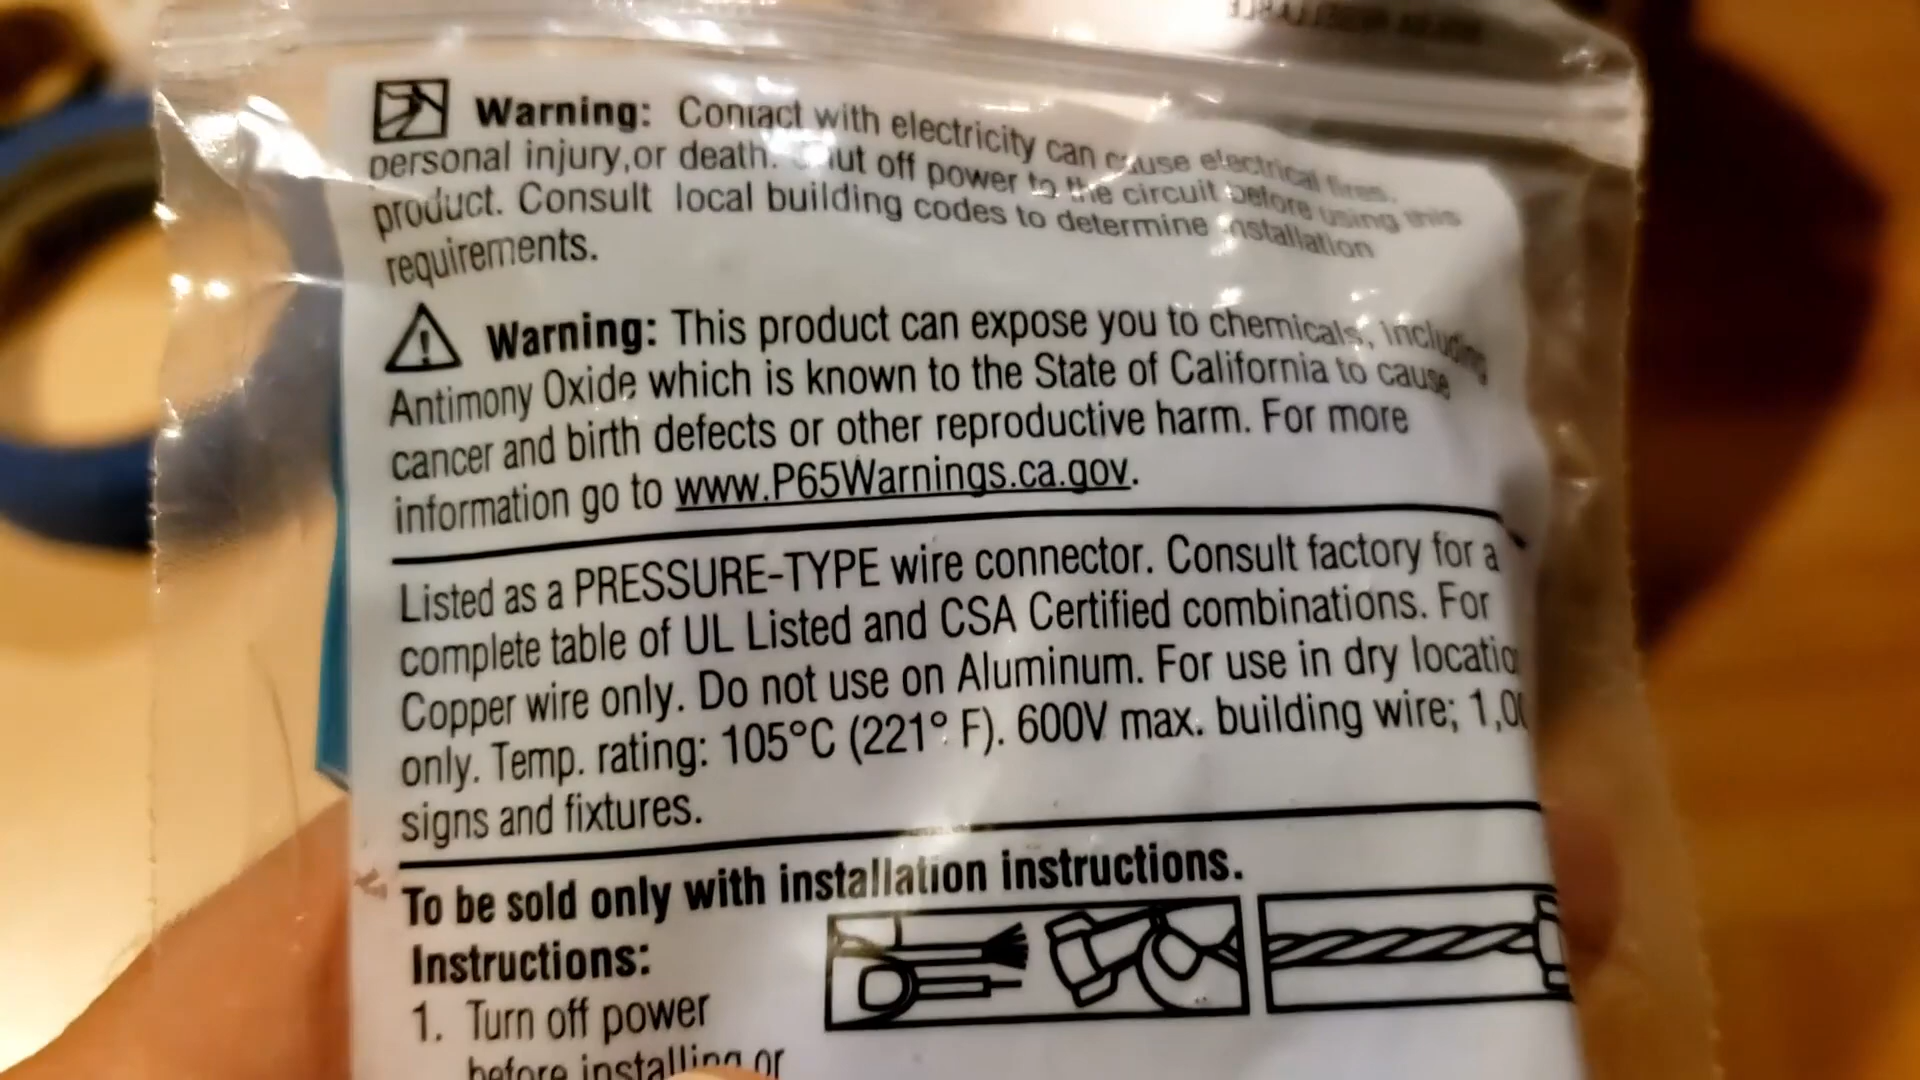 Warning: Contact with electricity can cause electrical fires,
personal injury,or death. Shut off power to the circuit before using this
product. Consult local building codes to determine installation
requirements.
Warning: This product can expose you to chemicals, including
Antimony Oxide which is known to the State of California to cause
cancer and birth defects or other reproductive harm. For more
information go to www.P65Warnings.ca.gov.
Listed as a PRESSURE-TYPE wire connector. Consult factory for a
complete table of UL Listed and CSA Certified combinations. For
Copper wire only. Do not use on Aluminum. For use in dry locatio
only. Temp. rating: 105°C (221° F). 600V max. building wire; 1,0
signs and fixtures.
To be sold only with installation instructions.
Instructions:
1. Turn off power
before installing or